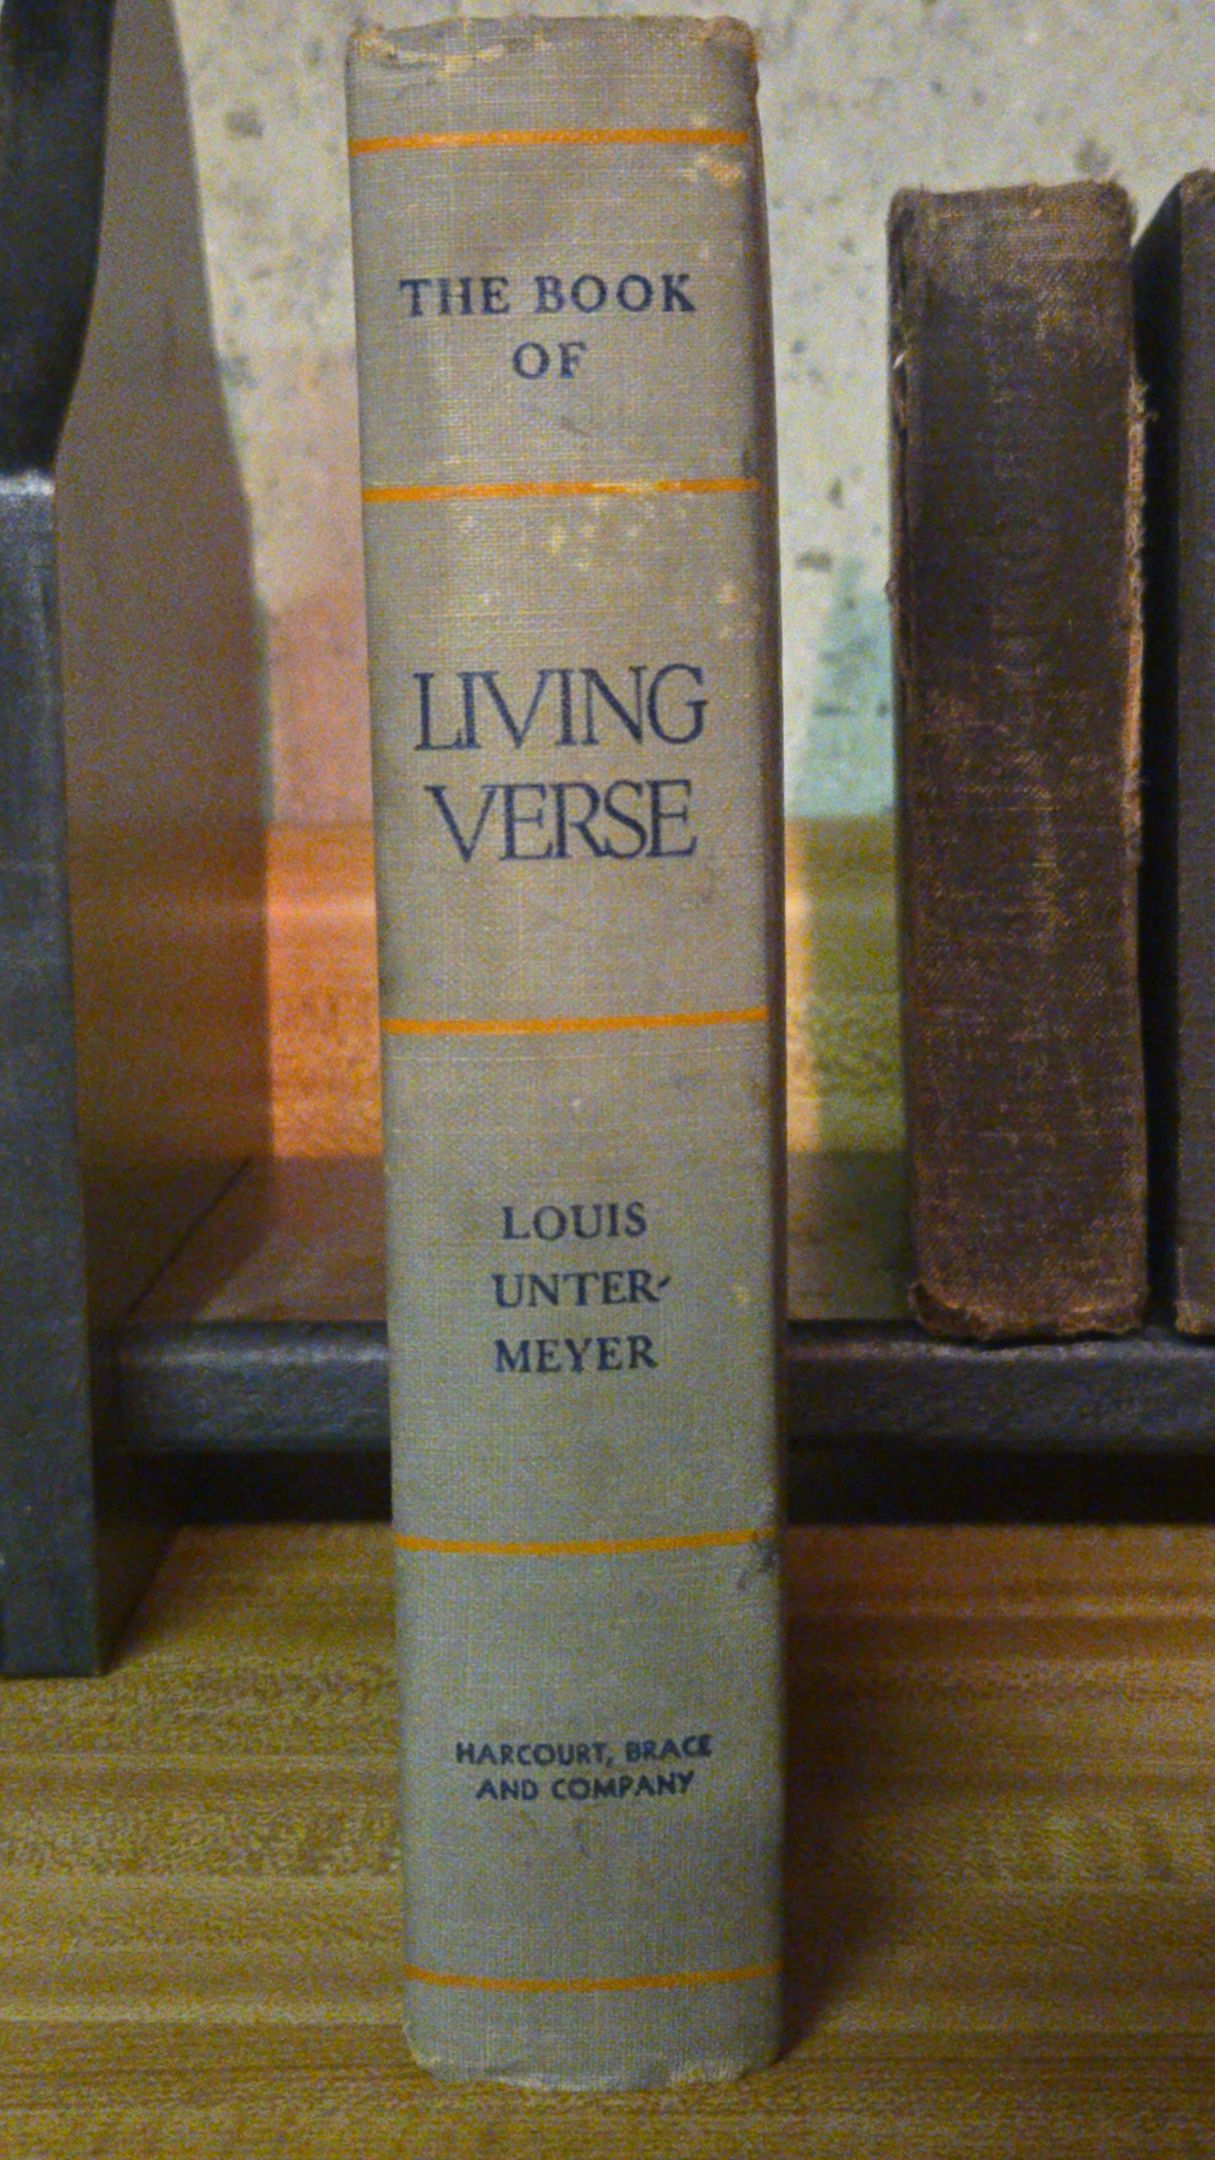 THE BOOK
OF
LIVING
VERSE
LOUIS
UNTER-
MEYER
HARCOURT, BRACE
AND COMPANY